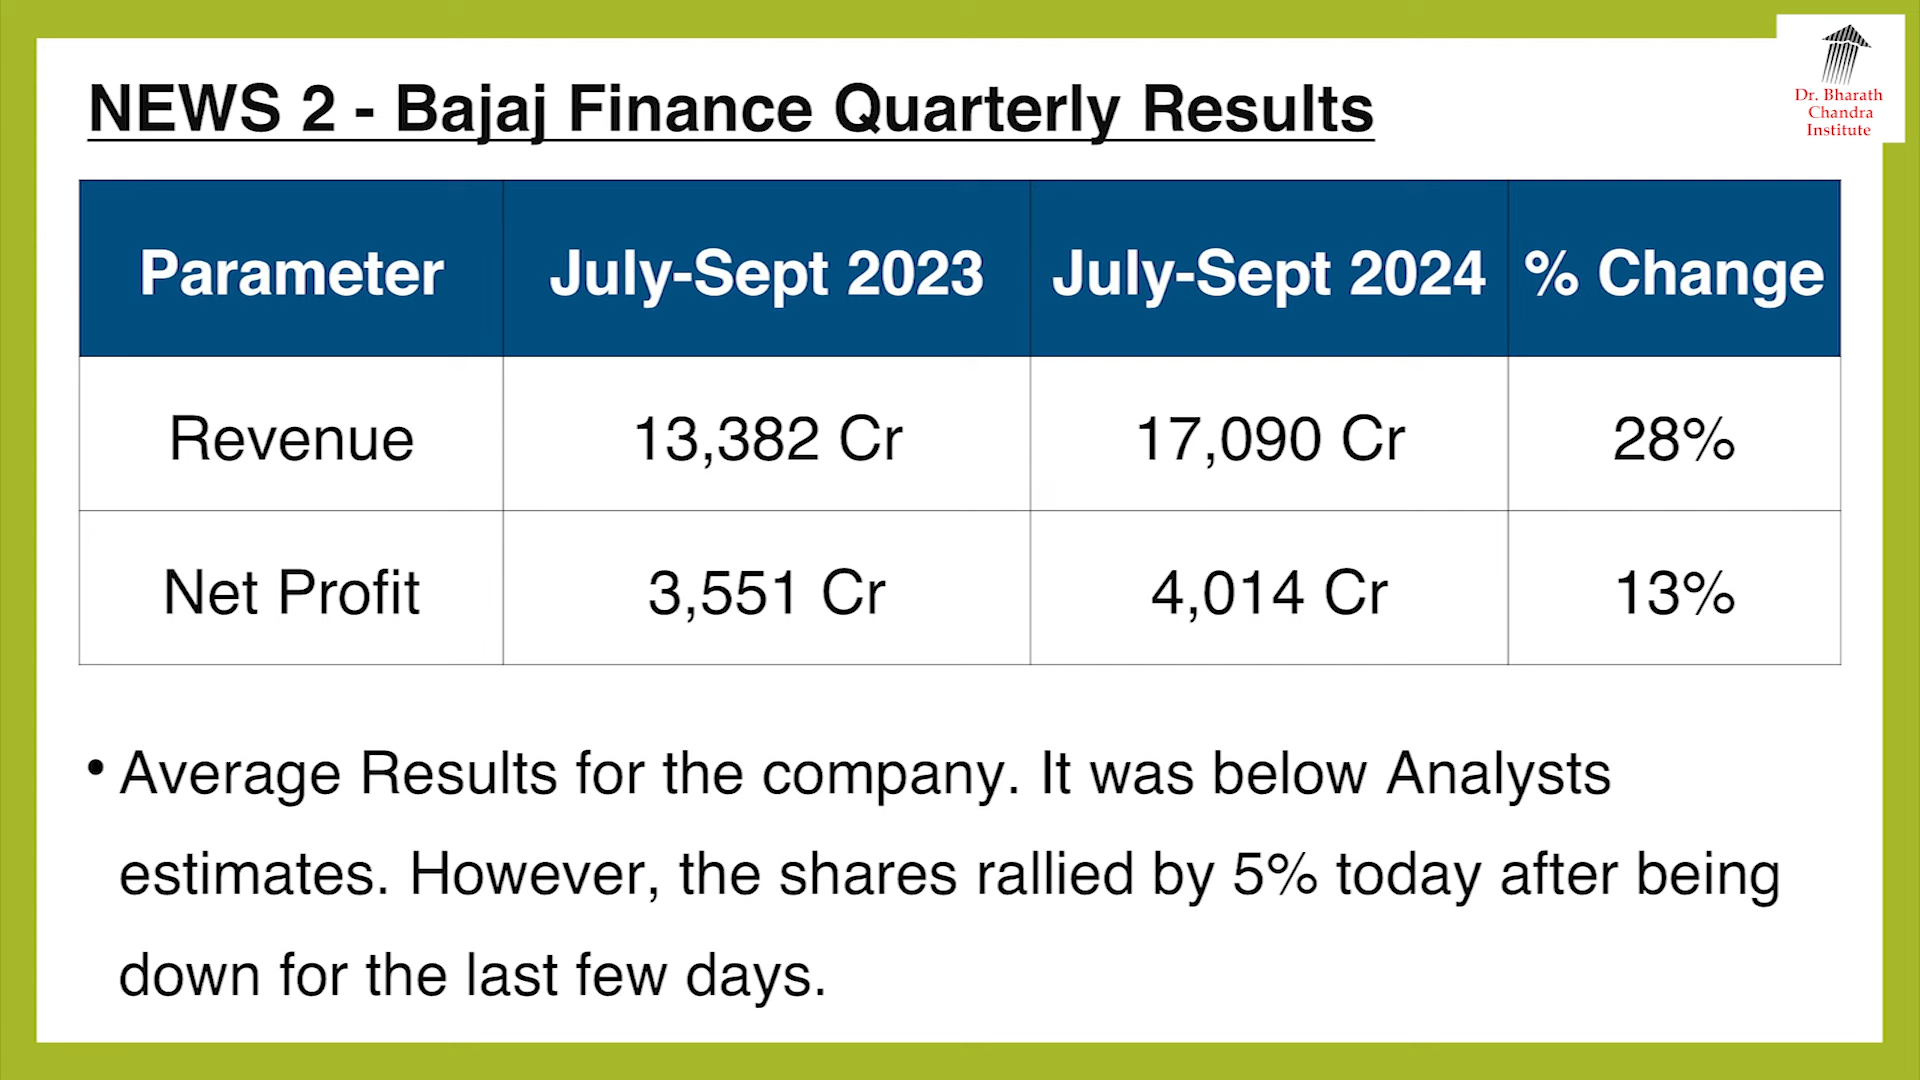 NEWS 2 - Bajaj Finance Quarterly Results
Dr. Bharath
Chandra
Institute
Parameter July-Sept 2023 July-Sept 2024 % Change
Revenue 13,382 Cr 17,090 Cr 28%
Net Profit 3,551 Cr 4,014 Cr 13%
• Average Results for the company. It was below Analysts
estimates. However, the shares rallied by 5% today after being
down for the last few days.